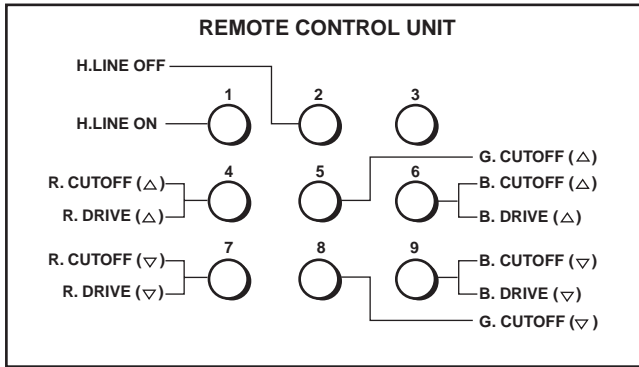 REMOTE CONTROL UNIT
H.LINE OFF
1 2 3
H.LINE ON
G. CUTOFF (△)
4 5 6
R. CUTOFF (△) B. CUTOFF (△)
R. DRIVE (△) B. DRIVE (△)
7 8 9
R. CUTOFF (▽) B. CUTOFF (▽)
R. DRIVE (▽) B. DRIVE (▽)
G. CUTOFF (▽)